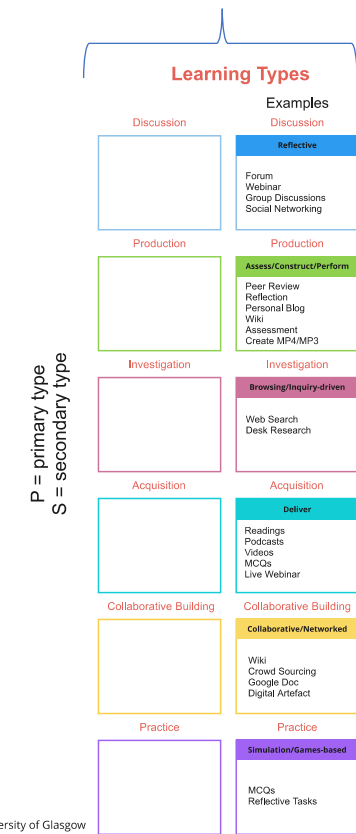 Learning Types
Examples
Discussion
Discussion
Reflective
Forum
Webinar
Group Discussions
Social Networking
Production
Production
Assess/Construct/Perform
Peer Review
Reflection
Personal Blog
Wiki
Assessment
Create MP4/MP3
Investigation
Investigation
Browsing/Inquiry-driven
Web Search
Desk Research
P = primary type
S = secondary type
Acquisition
Acquisition
Deliver
Readings
Podcasts
Videos
MCQs
Live Webinar
Collaborative Building
Collaborative Building
Collaborative/Networked
Wiki
Crowd Sourcing
Google Doc
Digital Artefact
Practice
Practice
Simulation/Games-based
MCQs
Reflective Tasks
ersity of Glasgow